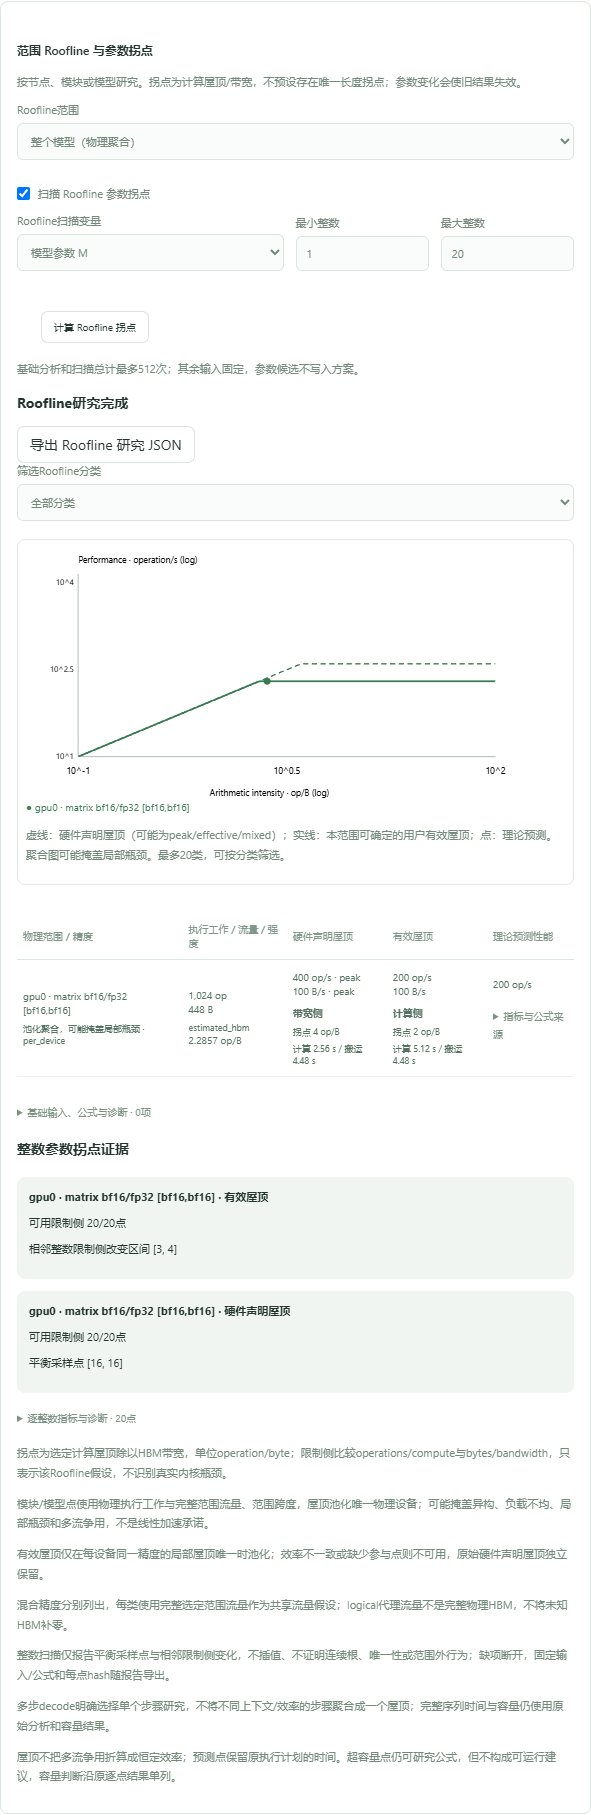 范围 Roofline 与参数拐点
按节点、模块或模型研究。拐点为计算屋顶/带宽，不预设存在唯一长度拐点；参数变化会使旧结果失效。
Roofline范围
整个模型（物理聚合）
扫描 Roofline 参数拐点
Roofline扫描变量
最小整数
最大整数
模型参数 M
1
20
计算 Roofline 拐点
基础分析和扫描总计最多512次；其余输入固定，参数候选不写入方案。
Roofline研究完成
导出 Roofline 研究 JSON
筛选Roofline分类
全部分类
Performance · operation/s (log)
10^4
10^2.5
10^1
10^-1
10^0.5
10^2
Arithmetic intensity · op/B (log)
● gpu0 · matrix bf16/fp32 [bf16,bf16]
虚线：硬件声明屋顶（可能为peak/effective/mixed）；实线：本范围可确定的用户有效屋顶；点：理论预测。
聚合图可能掩盖局部瓶颈。最多20类，可按分类筛选。
物理范围 / 精度
执行工作 / 流量 / 强
度
硬件声明屋顶
有效屋顶
理论预测性能
gpu0 · matrix bf16/fp32
[bf16,bf16]
池化聚合，可能掩盖局部瓶颈 ·
per_device
1,024 op
448 B
estimated_hbm
2.2857 op/B
400 op/s · peak
100 B/s · peak
带宽侧
拐点 4 op/B
计算 2.56 s / 搬运
4.48 s
200 op/s
100 B/s
计算侧
拐点 2 op/B
计算 5.12 s / 搬运
4.48 s
200 op/s
▶ 指标与公式来
源
▶ 基础输入、公式与诊断 · 0项
整数参数拐点证据
gpu0 · matrix bf16/fp32 [bf16,bf16] · 有效屋顶
可用限制侧 20/20点
相邻整数限制侧改变区间 [3, 4]
gpu0 · matrix bf16/fp32 [bf16,bf16] · 硬件声明屋顶
可用限制侧 20/20点
平衡采样点 [16, 16]
▶ 逐整数指标与诊断 · 20点
拐点为选定计算屋顶除以HBM带宽，单位operation/byte；限制侧比较operations/compute与bytes/bandwidth，只
表示该Roofline假设，不识别真实内核瓶颈。
模块/模型点使用物理执行工作与完整范围流量、范围跨度，屋顶池化唯一物理设备；可能掩盖异构、负载不均、局
部瓶颈和多流争用，不是线性加速承诺。
有效屋顶仅在每设备同一精度的局部屋顶唯一时池化；效率不一致或缺少参与点则不可用，原始硬件声明屋顶独立
保留。
混合精度分别列出，每类使用完整选定范围流量作为共享流量假设；logical代理流量不是完整物理HBM，不将未知
HBM补零。
整数扫描仅报告平衡采样点与相邻限制侧变化，不插值、不证明连续根、唯一性或范围外行为；缺项断开，固定输
入/公式和每点hash随报告导出。
多步decode明确选择单个步骤研究，不将不同上下文/效率的步骤聚合成一个屋顶；完整序列时间与容量仍使用原
始分析和容量结果。
屋顶不把多流争用折算成恒定效率；预测点保留原执行计划的时间。超容量点仍可研究公式，但不构成可运行建
议，容量判断沿原逐点结果单列。